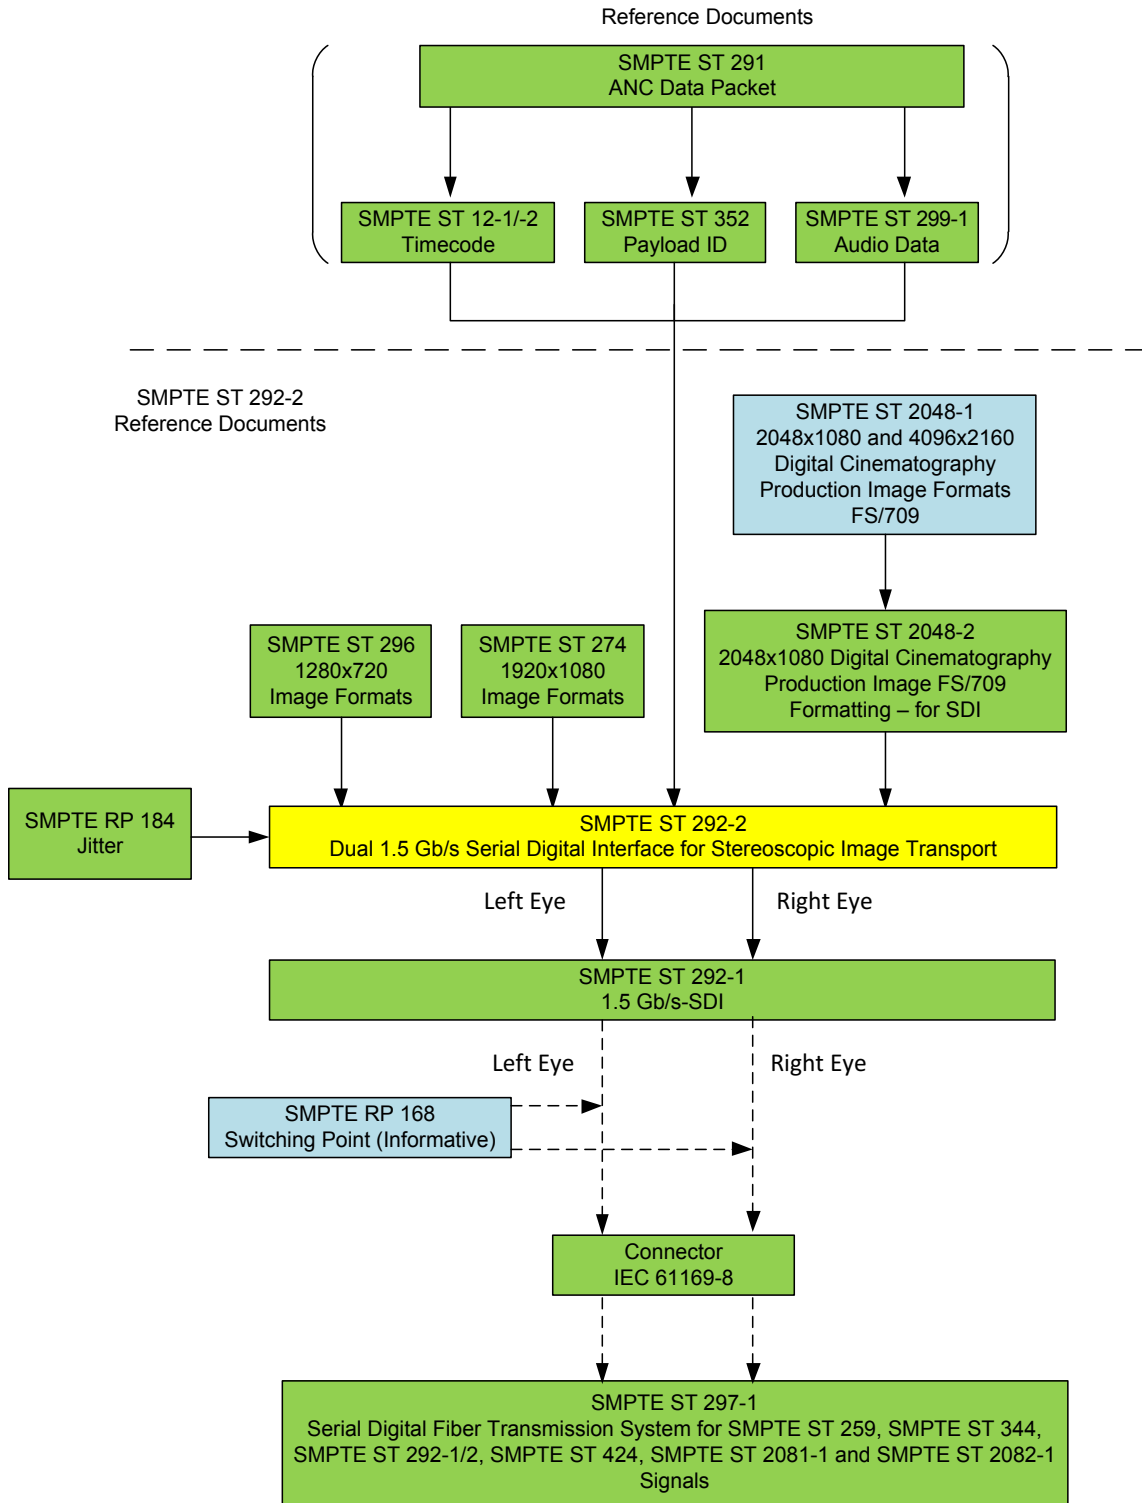 Reference Documents
SMPTE ST 291
ANC Data Packet
SMPTE ST 12-1/-2
Timecode
SMPTE ST 352
Payload ID
SMPTE ST 299-1
Audio Data
SMPTE ST 292-2
Reference Documents
SMPTE ST 2048-1
2048x1080 and 4096x2160
Digital Cinematography
Production Image Formats
FS/709
SMPTE ST 296
1280x720
Image Formats
SMPTE ST 274
1920x1080
Image Formats
SMPTE ST 2048-2
2048x1080 Digital Cinematography
Production Image FS/709
Formatting – for SDI
SMPTE RP 184
Jitter
SMPTE ST 292-2
Dual 1.5 Gb/s Serial Digital Interface for Stereoscopic Image Transport
Left Eye
Right Eye
SMPTE ST 292-1
1.5 Gb/s-SDI
Left Eye
Right Eye
SMPTE RP 168
Switching Point (Informative)
Connector
IEC 61169-8
SMPTE ST 297-1
Serial Digital Fiber Transmission System for SMPTE ST 259, SMPTE ST 344,
SMPTE ST 292-1/2, SMPTE ST 424, SMPTE ST 2081-1 and SMPTE ST 2082-1
Signals